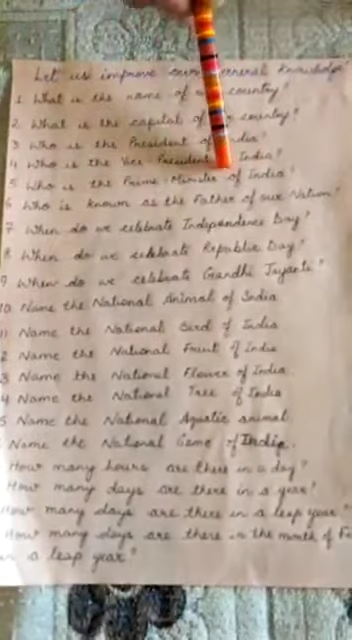 Let us improve our general knowledge!
1 What is the name of country?
2 What is the capital of country?
3 Who is the President of India?
4 Who is the Vice President India?
5 Who is the Prime Minister of India?
6 Who is known as the Father of our Nation?
7 When do we celebrate Independence Day?
8 When do we celebrate Republic Day?
9 When do we celebrate Gandhi Jayanti?
10 Name the National Animal of India
11 Name the National Bird of India
2 Name the National Fruit of India
3 Name the National Flower of India.
4 Name the National Tree of India
5 Name the National Aquatic animal.
Name the National Game of India.
How many hours are there in a day?
How many days are there in a year?
How many days are there in a leap year?
How many days are there in the month of
in a leap year?